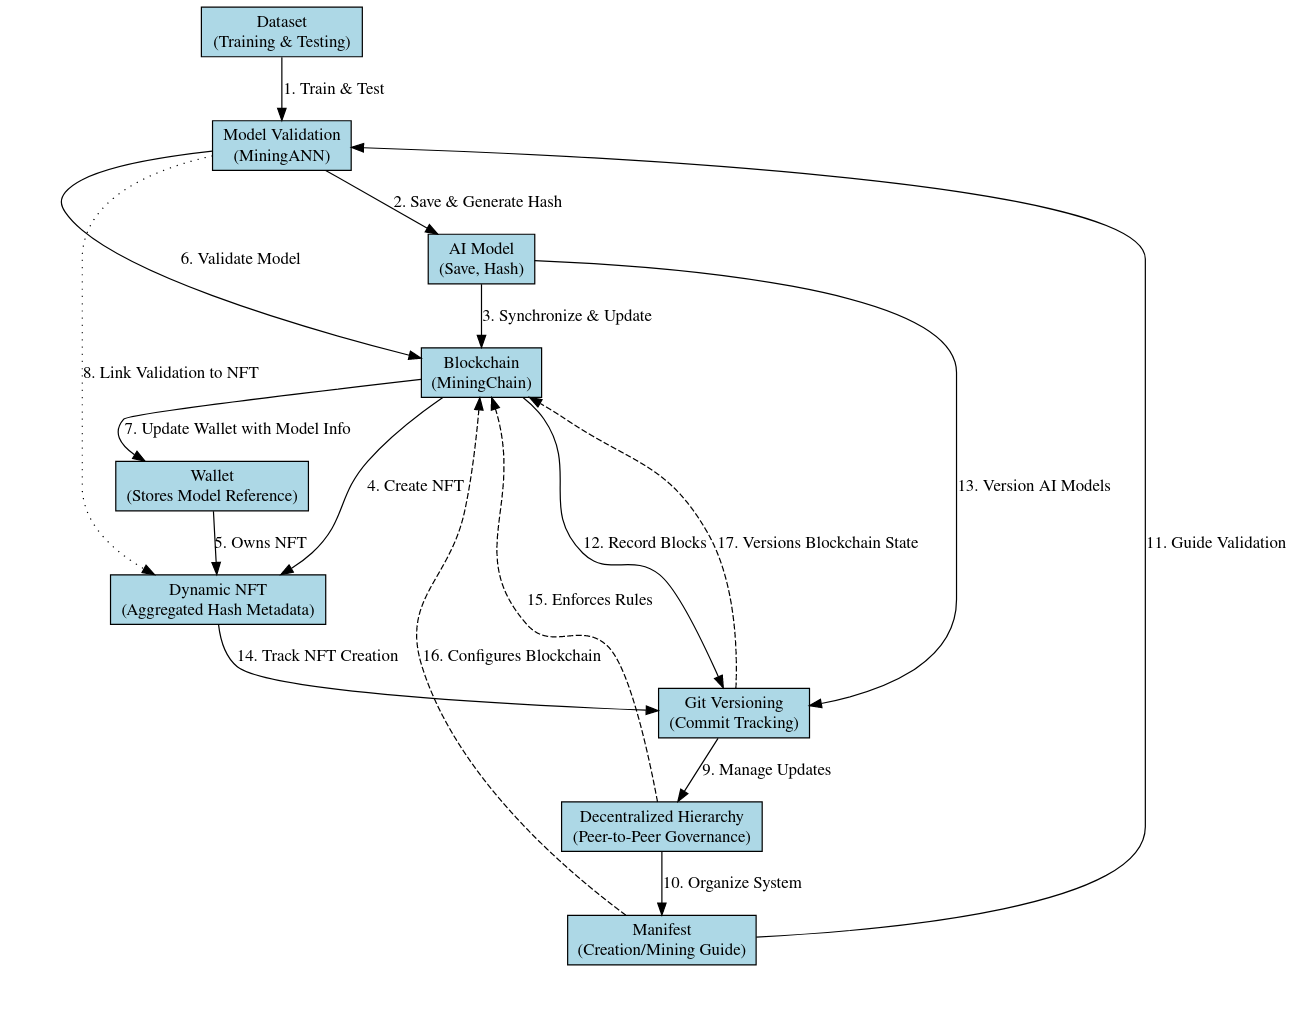 Dataset
(Training & Testing)
1. Train & Test
Model Validation
(MiningANN)
2. Save & Generate Hash
AI Model
(Save, Hash)
6. Validate Model
3. Synchronize & Update
Blockchain
(MiningChain)
8. Link Validation to NFT
7. Update Wallet with Model Info
Wallet
(Stores Model Reference)
4. Create NFT
13. Version AI Models
5. Owns NFT
12. Record Blocks
17. Versions Blockchain State
11. Guide Validation
Dynamic NFT
(Aggregated Hash Metadata)
15. Enforces Rules
14. Track NFT Creation
16. Configures Blockchain
Git Versioning
(Commit Tracking)
9. Manage Updates
Decentralized Hierarchy
(Peer-to-Peer Governance)
10. Organize System
Manifest
(Creation/Mining Guide)